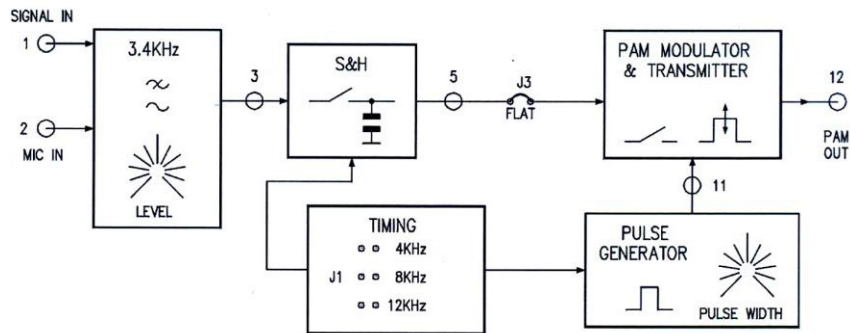 SIGNAL IN
1
2
MIC IN
3.4KHz
LEVEL
3
S&H
5
J3
FLAT
PAM MODULATOR
& TRANSMITTER
12
PAM
OUT
11
TIMING
J1
4KHz
8KHz
12KHz
PULSE
GENERATOR
PULSE WIDTH